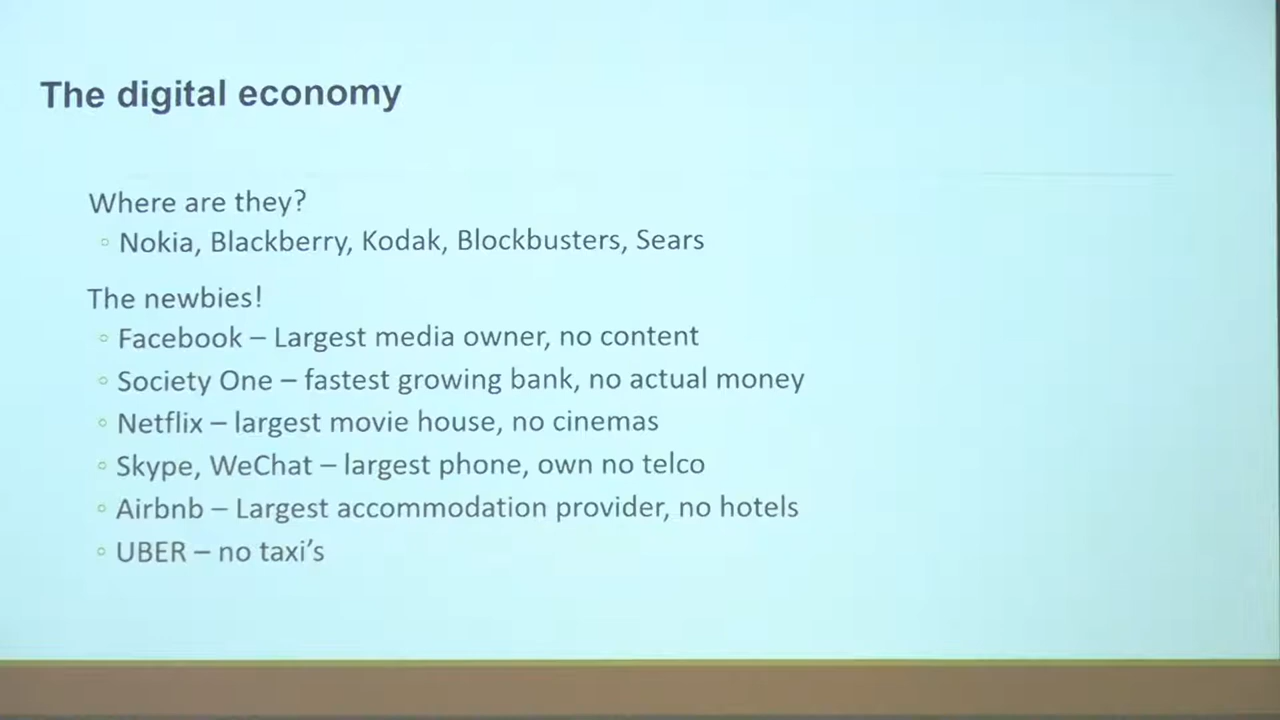 The digital economy
Where are they?
◦ Nokia, Blackberry, Kodak, Blockbusters, Sears
The newbies!
◦ Facebook – Largest media owner, no content
◦ Society One – fastest growing bank, no actual money
◦ Netflix – largest movie house, no cinemas
◦ Skype, WeChat – largest phone, own no telco
◦ Airbnb – Largest accommodation provider, no hotels
◦ UBER – no taxi’s